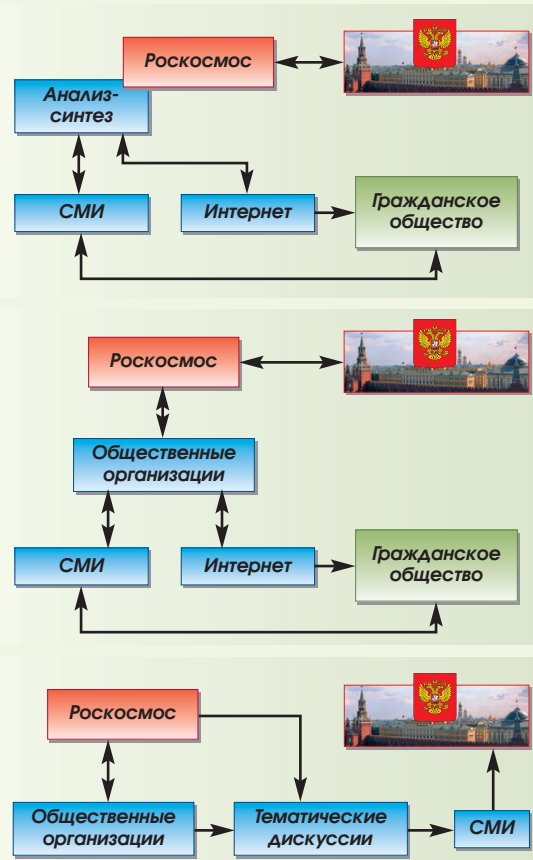 Роскосмос
Анализ-
синтез
СМИ
Интернет
Гражданское
общество
Роскосмос
Общественные
организации
СМИ
Интернет
Гражданское
общество
Роскосмос
Общественные
организации
Тематические
дискуссии
СМИ